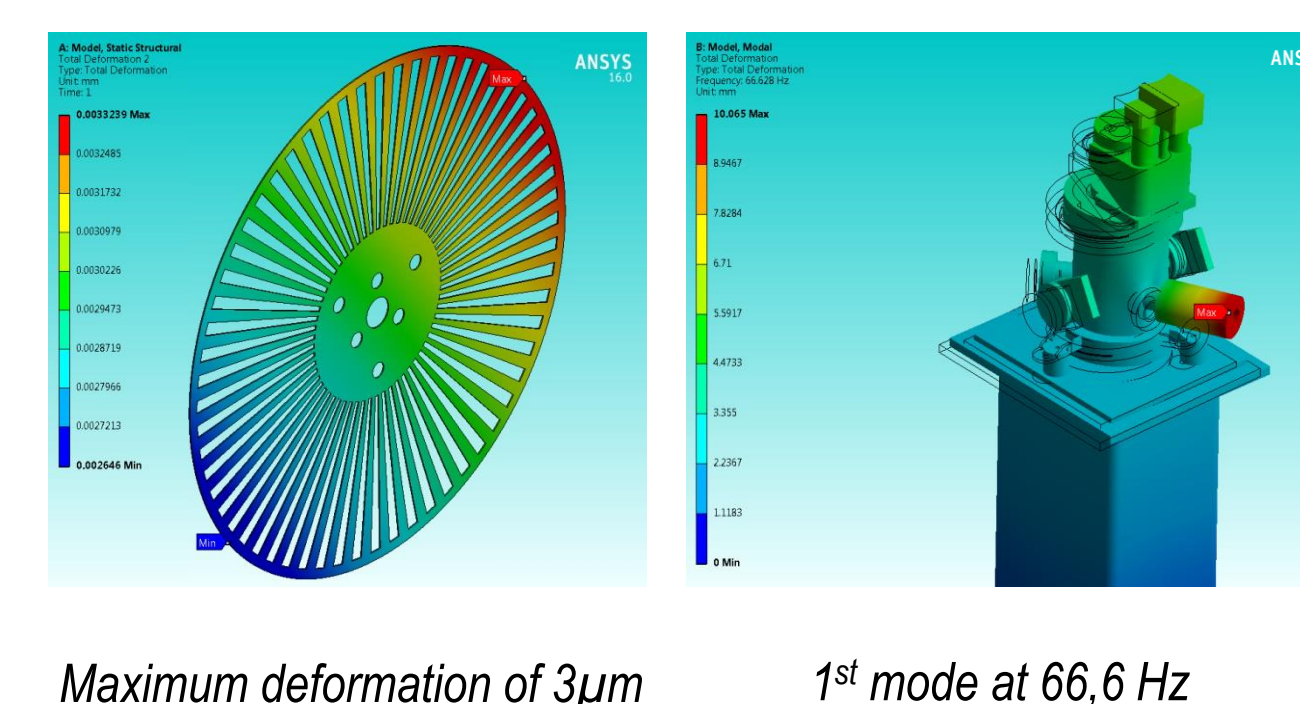 A: Model, Static Structural
Total Deformation 2
Type: Total Deformation
Unit: mm
Time: 1
ANSYS
16.0
0.0033239 Max
0.0032485
0.0031732
0.0030979
0.0030226
0.0029473
0.0028719
0.0027966
0.0027213
0.002646 Min
Max
Min
B: Model, Modal
Total Deformation
Type: Total Deformation
Frequency: 66.628 Hz
Unit: mm
ANS
10.065 Max
8.9467
7.8284
6.71
5.5917
4.4733
3.355
2.2367
1.1183
0 Min
Max
Maximum deformation of 3µm
1st mode at 66,6 Hz